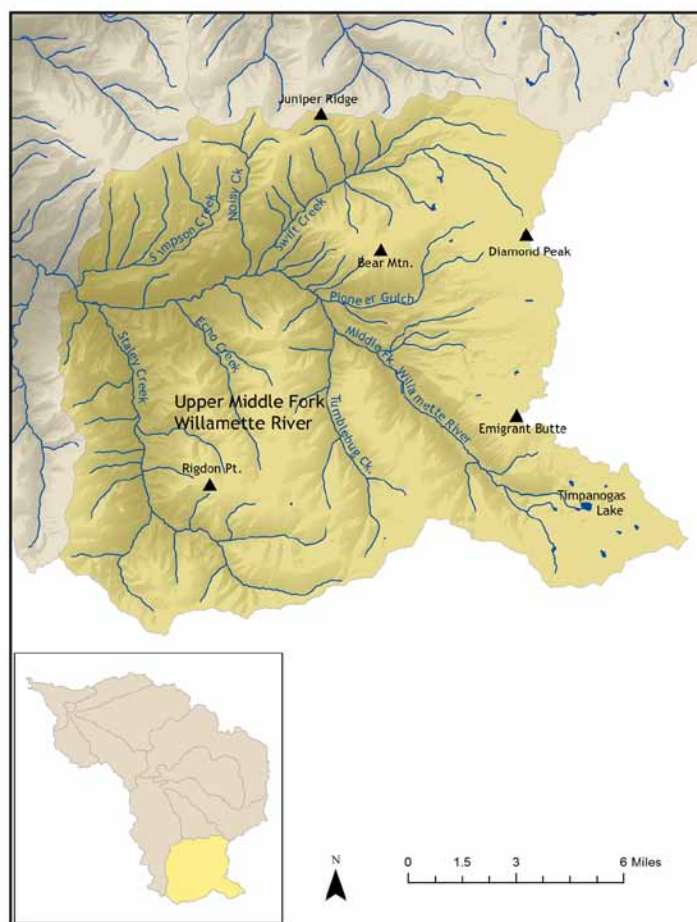 Juniper Ridge
Noisy Ck
Simpson Creek
Swift Creek
Diamond Peak
Bear Mtn.
Pioneer Gulch
Echo Creek
Staley Creek
Middle Fk. Willamette River
Upper Middle Fork
Willamette River
Tumblebug Ck.
Emigrant Butte
Rigdon Pt.
Timpanogas
Lake
N
0 1.5 3 6 Miles